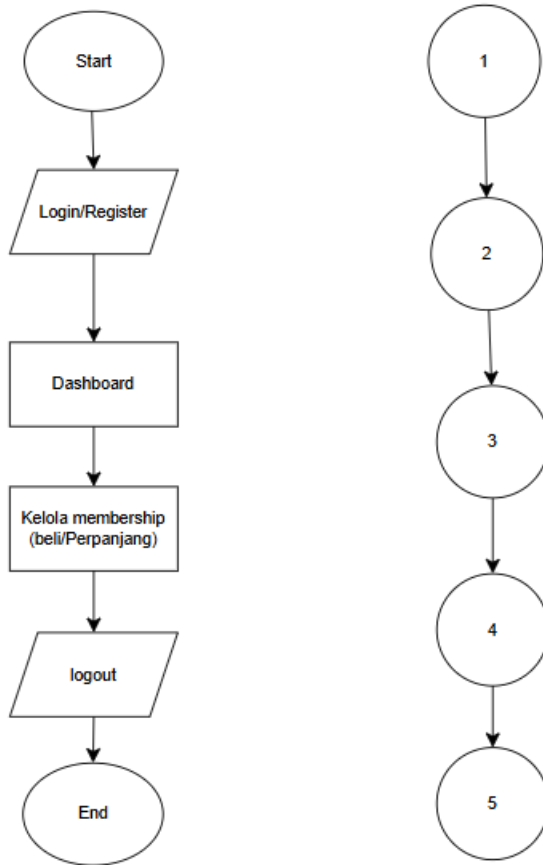 Start
Login/Register
Dashboard
Kelola membership
(beli/Perpanjang)
logout
End
1
2
3
4
5